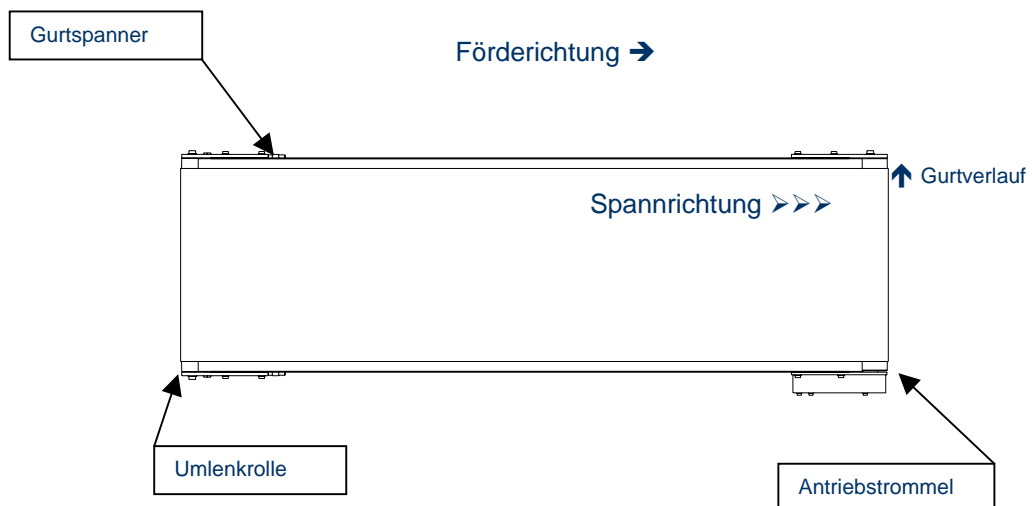 Gurtspanner
Förderichtung ➔
Gurtverlauf
Spannrichtung ➢➢➢
Umlenkrolle
Antriebstrommel